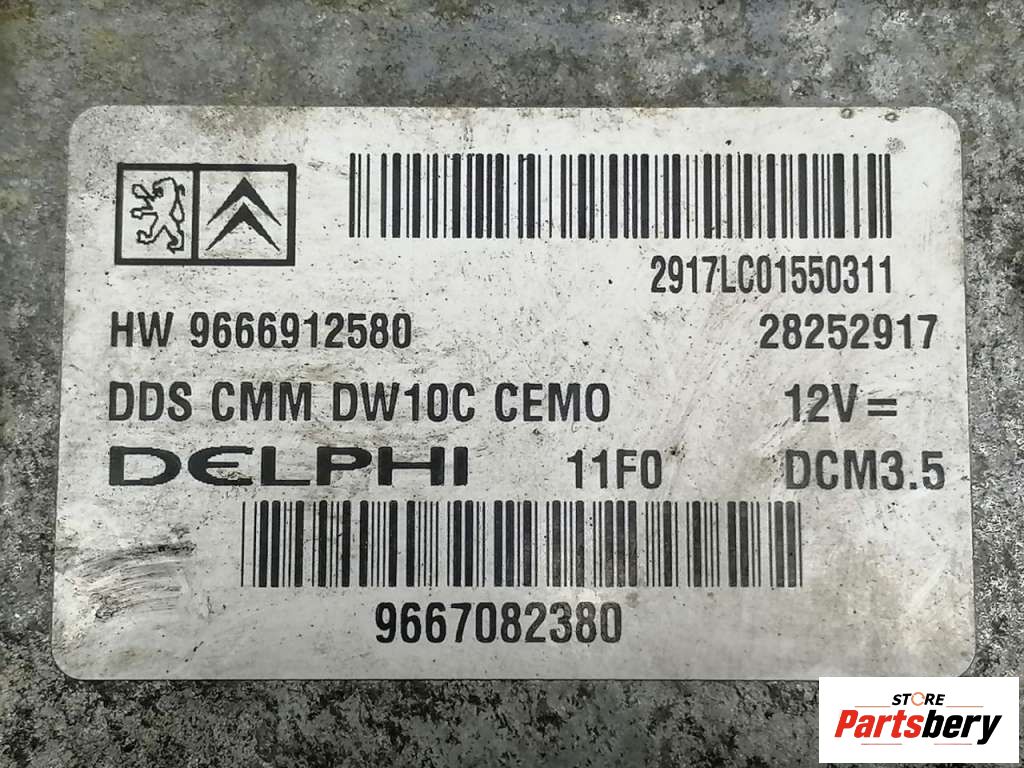 2917LC01550311
HW 9666912580 28252917
DDS CMM DW10C CEMO 12V=
DELPHI 11F0 DCM3.5
9667082380
STORE
Partsbery